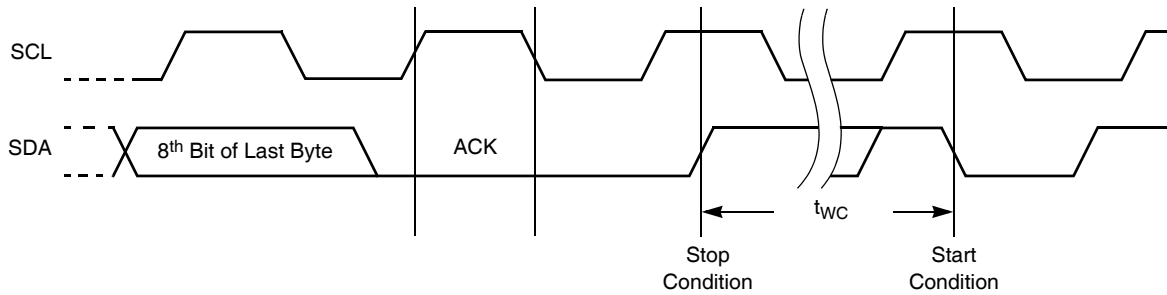 SCL
SDA
8th Bit of Last Byte
ACK
tWC
Stop
Condition
Start
Condition